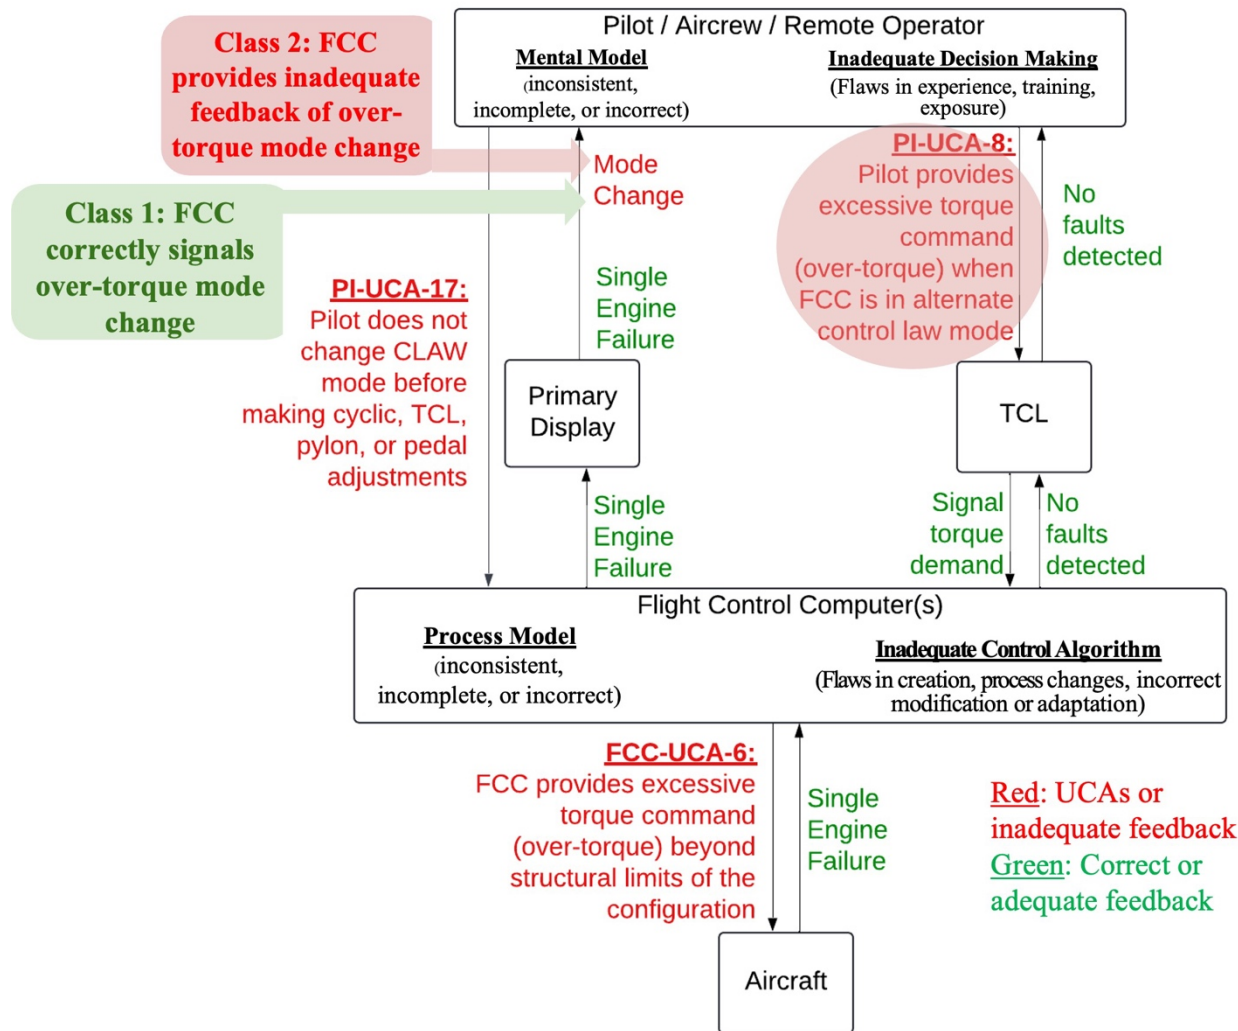 Pilot / Aircrew / Remote Operator
Mental Model
(inconsistent,
incomplete, or incorrect)
Inadequate Decision Making
(Flaws in experience, training,
exposure)
Class 2: FCC
provides inadequate
feedback of over-
torque mode change
Class 1: FCC
correctly signals
over-torque mode
change
Mode
Change
PI-UCA-8:
Pilot provides
excessive torque
command
(over-torque) when
FCC is in alternate
control law mode
No
faults
detected
PI-UCA-17:
Pilot does not
change CLAW
mode before
making cyclic, TCL,
pylon, or pedal
adjustments
Single
Engine
Failure
Primary
Display
TCL
Single
Engine
Failure
Signal
torque
demand
No
faults
detected
Flight Control Computer(s)
Process Model
(inconsistent,
incomplete, or incorrect)
Inadequate Control Algorithm
(Flaws in creation, process changes, incorrect
modification or adaptation)
FCC-UCA-6:
FCC provides excessive
torque command
(over-torque) beyond
structural limits of the
configuration
Single
Engine
Failure
Red: UCAs or
inadequate feedback
Green: Correct or
adequate feedback
Aircraft